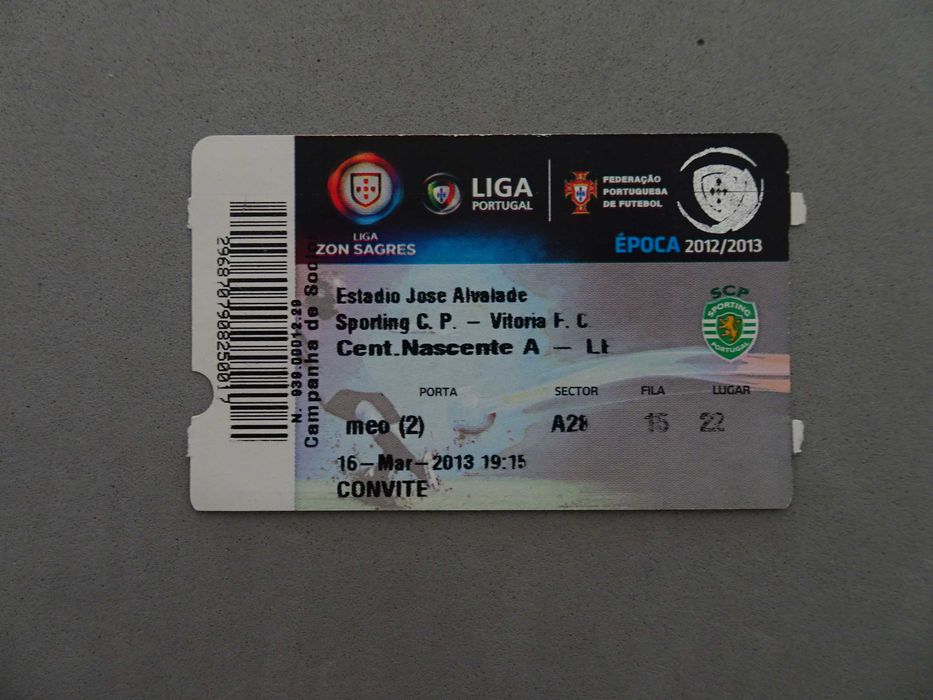 LIGA
ZON SAGRES
LIGA
PORTUGAL
FEDERAÇÃO
PORTUGUESA
DE FUTEBOL
ÉPOCA 2012/2013
Estadio Jose Alvalade
Sporting C. P. - Vitoria F. C
Cent.Nascente A -
SCP
SPORTING
PORTUGAL
PORTA SECTOR FILA LUGAR
meo (2) A28 15 22
16-Mar-2013 19:15
CONVITE
Campanha de